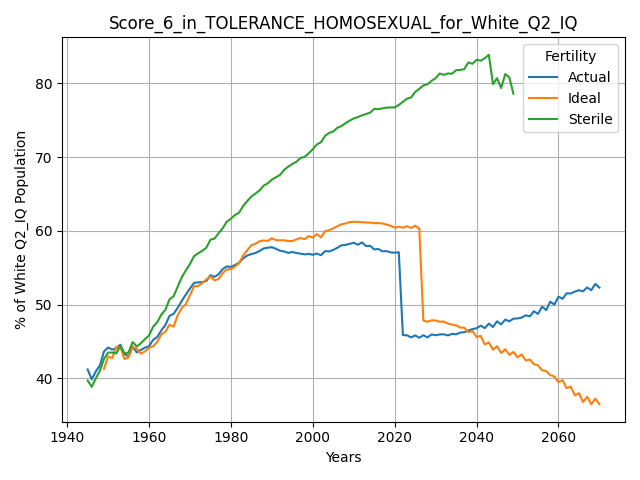 Score_6_in_TOLERANCE_HOMOSEXUAL_for_White_Q2_IQ
Fertility
Actual
Ideal
Sterile
% of White Q2_IQ Population
80
70
60
50
40
1940 1960 1980 2000 2020 2040 2060
Years